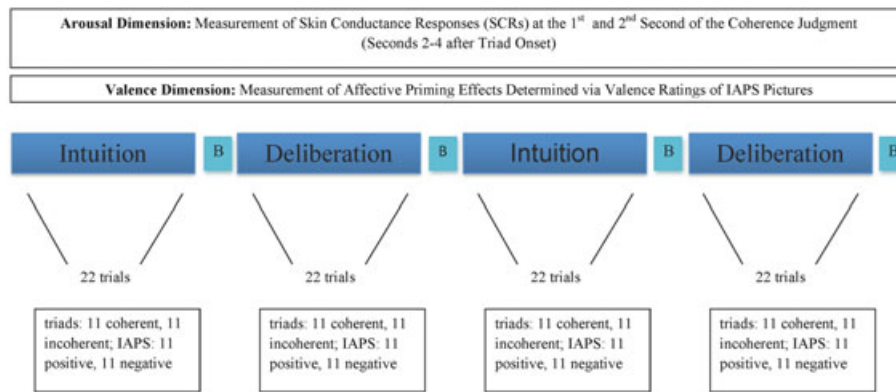 Arousal Dimension: Measurement of Skin Conductance Responses (SCRs) at the 1st and 2nd Second of the Coherence Judgment
(Seconds 2-4 after Triad Onset)
Valence Dimension: Measurement of Affective Priming Effects Determined via Valence Ratings of IAPS Pictures
Intuition B Deliberation B Intuition B Deliberation B
22 trials 22 trials 22 trials 22 trials
triads: 11 coherent, 11
incoherent; IAPS: 11
positive, 11 negative
triads: 11 coherent, 11
incoherent; IAPS: 11
positive, 11 negative
triads: 11 coherent, 11
incoherent; IAPS: 11
positive, 11 negative
triads: 11 coherent, 11
incoherent; IAPS: 11
positive, 11 negative